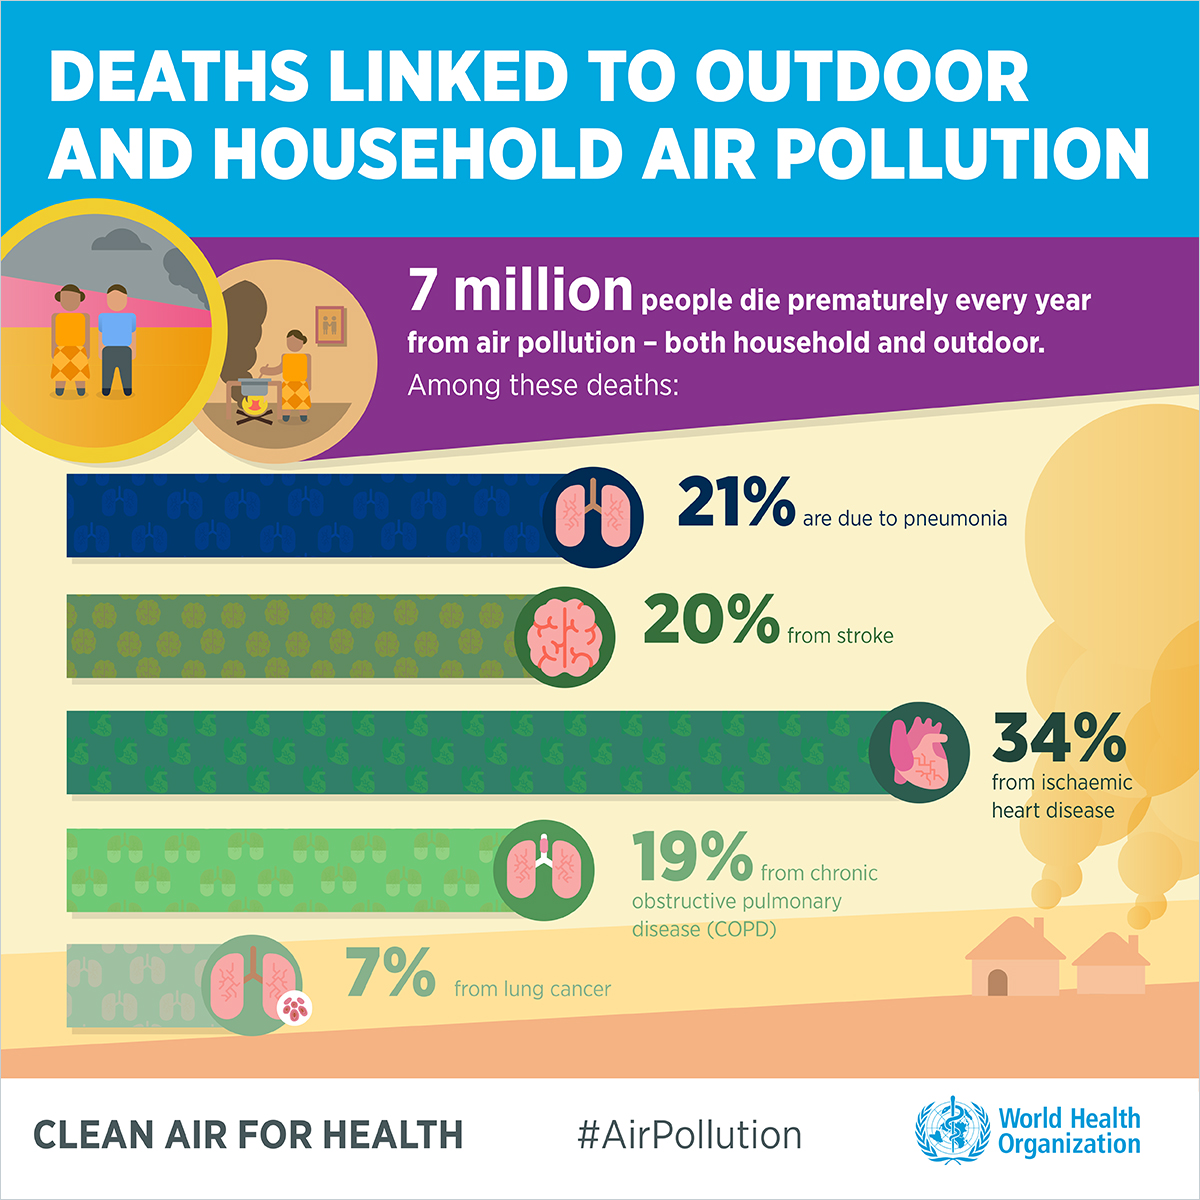 DEATHS LINKED TO OUTDOOR
AND HOUSEHOLD AIR POLLUTION
7 million people die prematurely every year
from air pollution – both household and outdoor.
Among these deaths:
21% are due to pneumonia
20% from stroke
34%
from ischaemic
heart disease
19% from chronic
obstructive pulmonary
disease (COPD)
7% from lung cancer
CLEAN AIR FOR HEALTH
#AirPollution
World Health
Organization